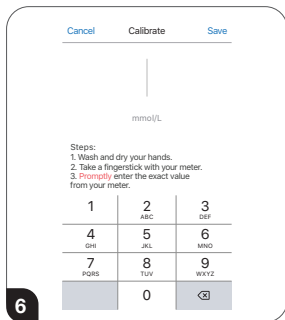 Cancel Calibrate Save
mmol/L
Steps:
1. Wash and dry your hands.
2. Take a fingerstick with your meter.
3. Promptly enter the exact value
from your meter.
1 2 3
ABC DEF
4 5 6
GHI JKL MNO
7 8 9
PQRS TUV WXYZ
0
6